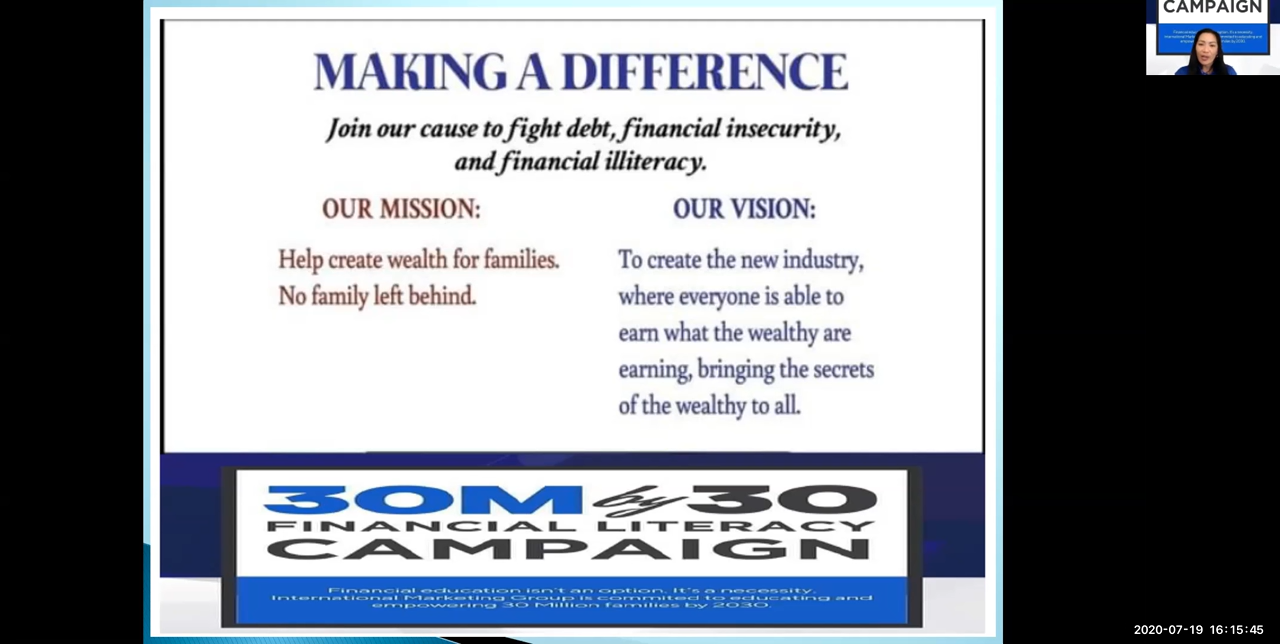 MAKING A DIFFERENCE
Join our cause to fight debt, financial insecurity,
and financial illiteracy.
OUR MISSION:
Help create wealth for families.
No family left behind.
OUR VISION:
To create the new industry,
where everyone is able to
earn what the wealthy are
earning, bringing the secrets
of the wealthy to all.
30M by 30
FINANCIAL LITERACY
CAMPAIGN
Financial education isn't an option. It's a necessity.
International Marketing Group is committed to educating and
empowering 30 Million families by 2030.
CAMPAIGN
2020-07-19 16:15:45